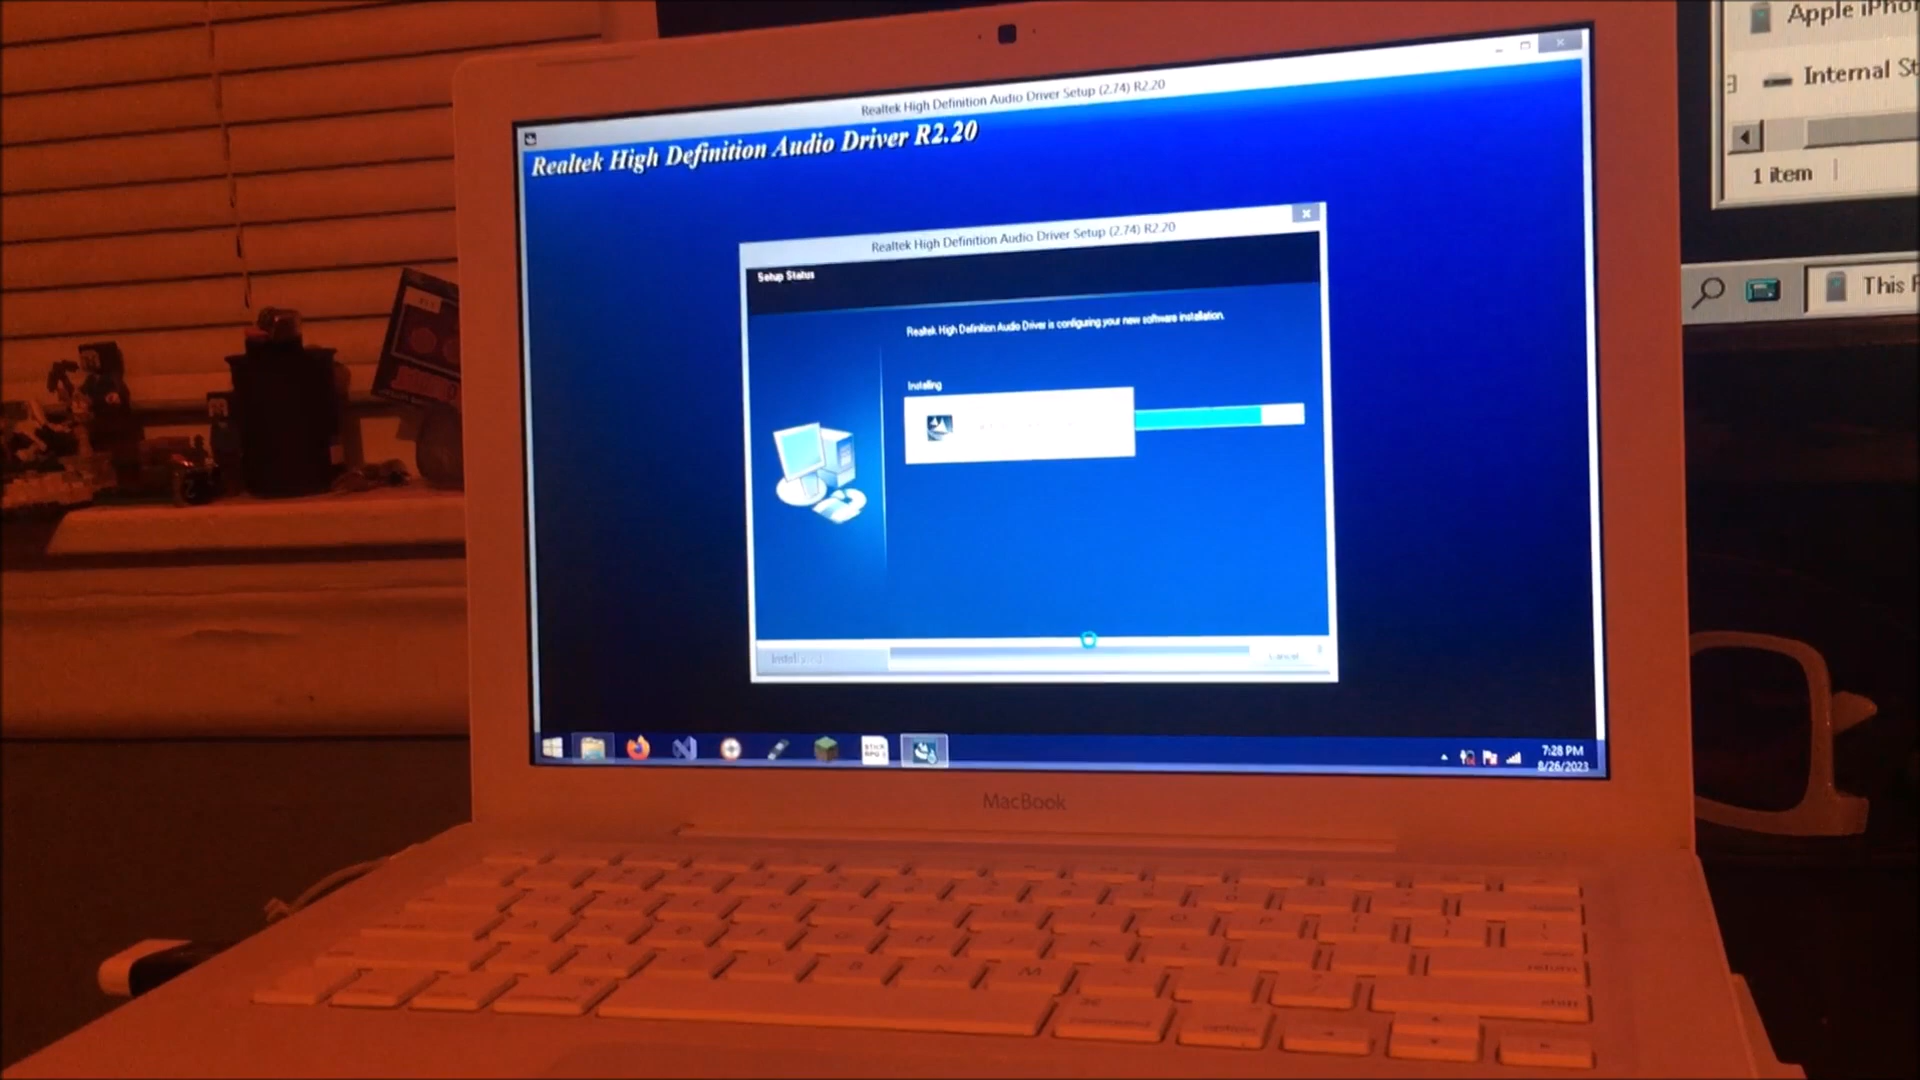 Realtek High Definition Audio Driver Setup (2.74) R2.20
Realtek High Definition Audio Driver R2.20
Realtek High Definition Audio Driver Setup (2.74) R2.20
Setup Status
Realtek High Definition Audio Driver is configuring your new software installation.
Installing
Cancel
7:28 PM
8/26/2023
MacBook
Apple iPho
Internal St
1 item
This P